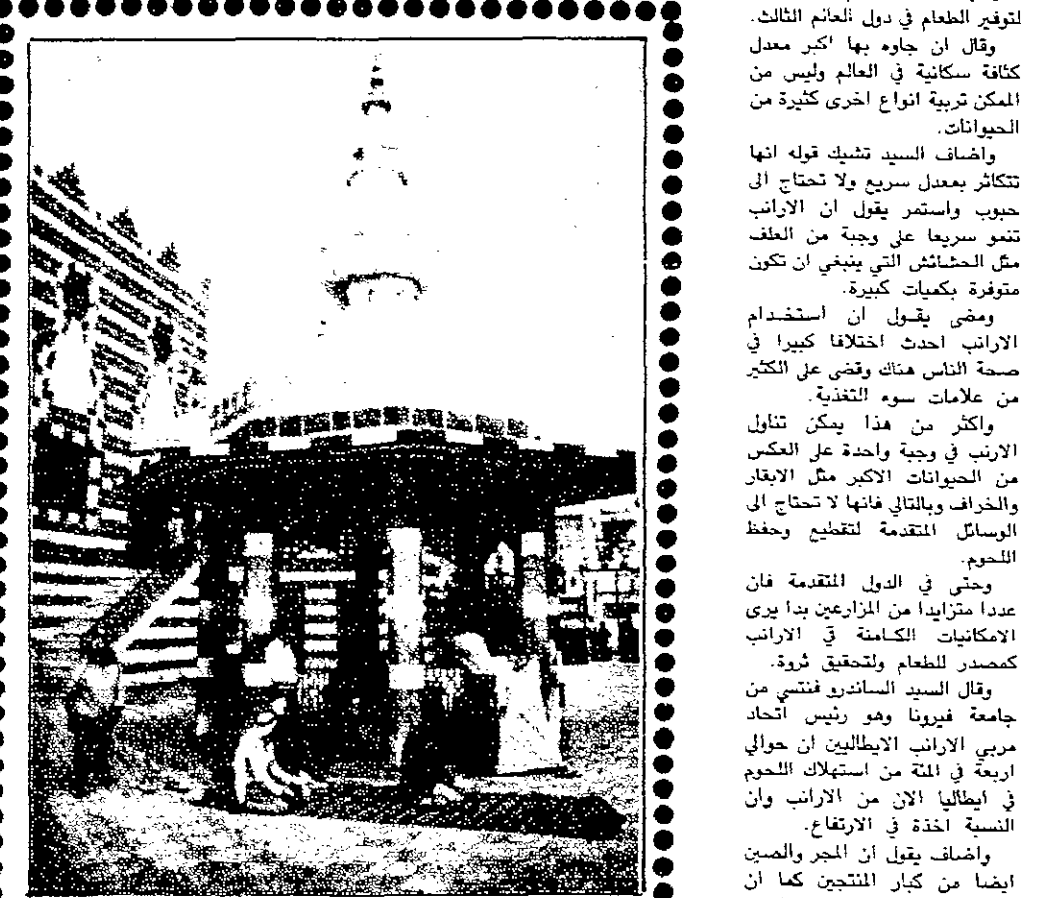 لتوفير الطعام في دول العالم الثالث.
وقال ان جاوه بها اكبر معدل
كثافة سكانية في العالم وليس من
الممكن تربية انواع اخرى كثيرة من
الحيوانات.
واضاف السيد تشيك قوله انها
تتكاثر بمعدل سريع ولا تحتاج الى
حبوب واستمر يقول ان الارانب
تنمو سريعا على وجبة من العلف
مثل الحشائش التي ينبغي ان تكون
متوفرة بكميات كبيرة.
ومضى يقول ان استخدام
الارانب احدث اختلافا كبيرا في
صحة الناس هناك وقضى على الكثير
من علامات سوء التغذية.
واكثر من هذا يمكن تناول
الارنب في وجبة واحدة على العكس
من الحيوانات الاكبر مثل الابقار
والخراف وبالتالي فانها لا تحتاج الى
الوسائل المتقدمة لتقطيع وحفظ
اللحوم.
وحتى في الدول المتقدمة فان
عددا متزايدا من المزارعين بدا يرى
الامكانيات الكامنة في الارانب
كمصدر للطعام ولتحقيق ثروة.
وقال السيد الساندرو فنتسي من
جامعة فيرونا وهو رئيس اتحاد
مربي الارانب الايطاليين ان حوالي
اربعة في المئة من استهلاك اللحوم
في ايطاليا الان من الارانب وان
النسبة اخذة في الارتفاع.
واضاف يقول ان المجر والصين
ايضا من كبار المنتجين كما ان